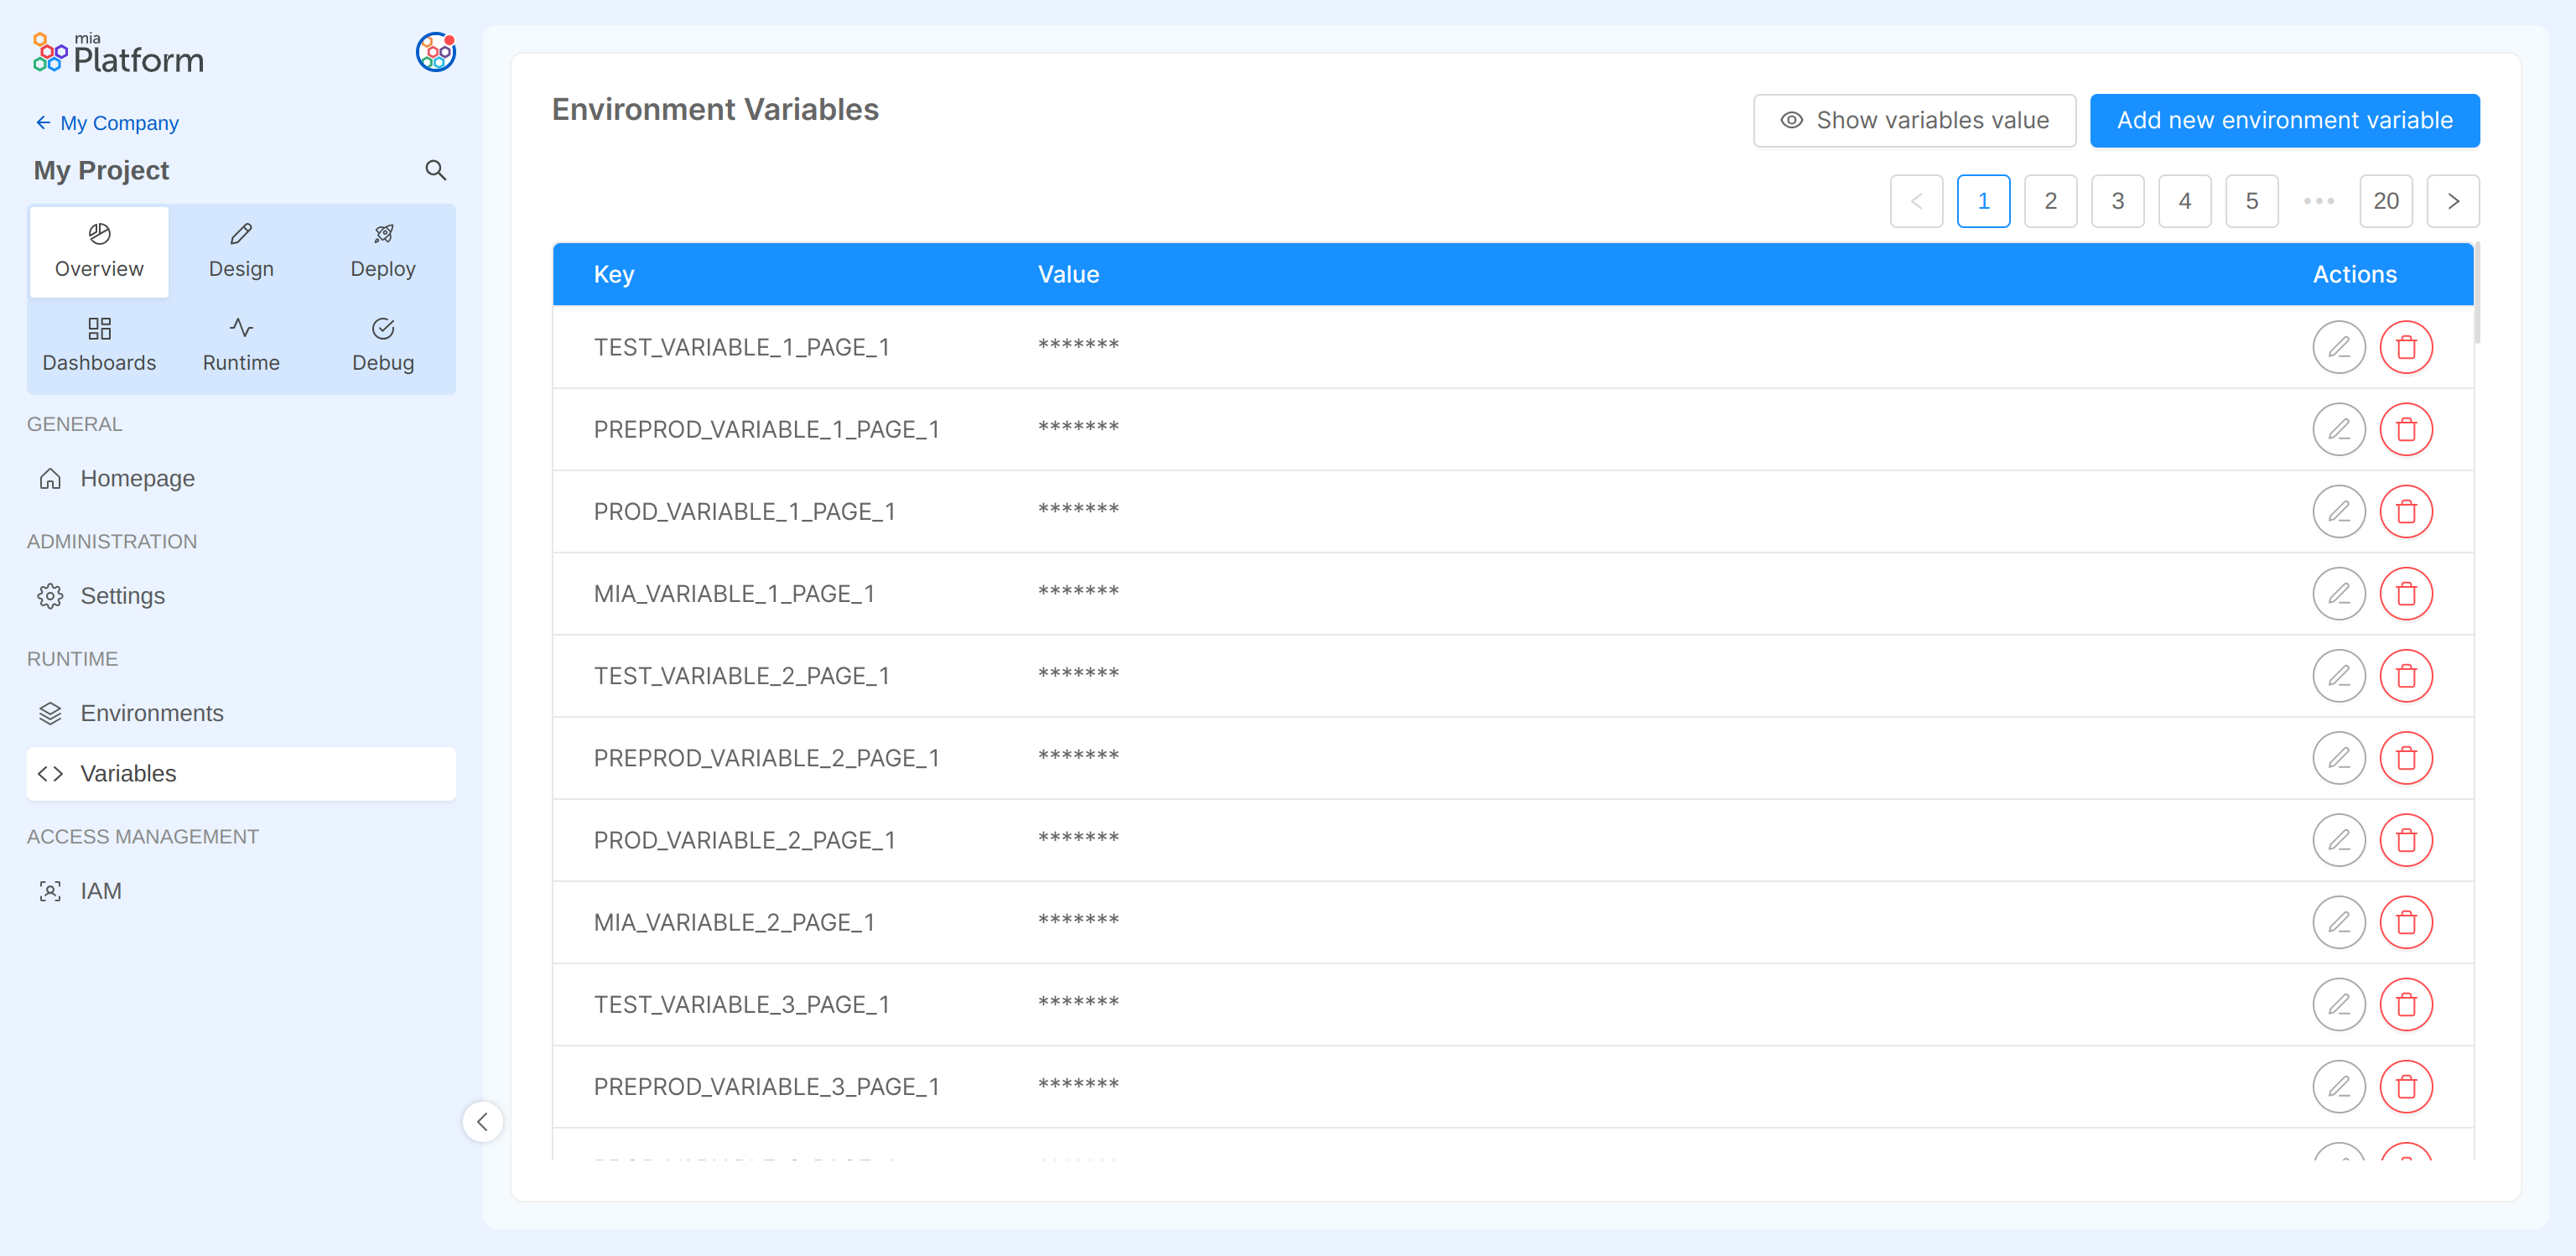 mia
Platform
My Company
My Project
Overview
Design
Deploy
Dashboards
Runtime
Debug
GENERAL
Homepage
ADMINISTRATION
Settings
RUNTIME
Environments
Variables
ACCESS MANAGEMENT
IAM
Environment Variables
Show variables value
Add new environment variable
1 2 3 4 5 ••• 20
Key Value Actions
TEST_VARIABLE_1_PAGE_1 *******
PREPROD_VARIABLE_1_PAGE_1 *******
PROD_VARIABLE_1_PAGE_1 *******
MIA_VARIABLE_1_PAGE_1 *******
TEST_VARIABLE_2_PAGE_1 *******
PREPROD_VARIABLE_2_PAGE_1 *******
PROD_VARIABLE_2_PAGE_1 *******
MIA_VARIABLE_2_PAGE_1 *******
TEST_VARIABLE_3_PAGE_1 *******
PREPROD_VARIABLE_3_PAGE_1 *******